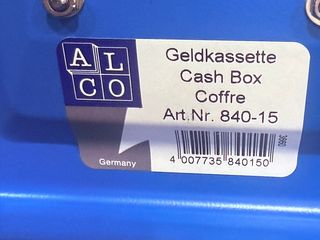 A L
C O
Geldkassette
Cash Box
Coffre
Art.Nr. 840-15
Germany
4 007735 840150